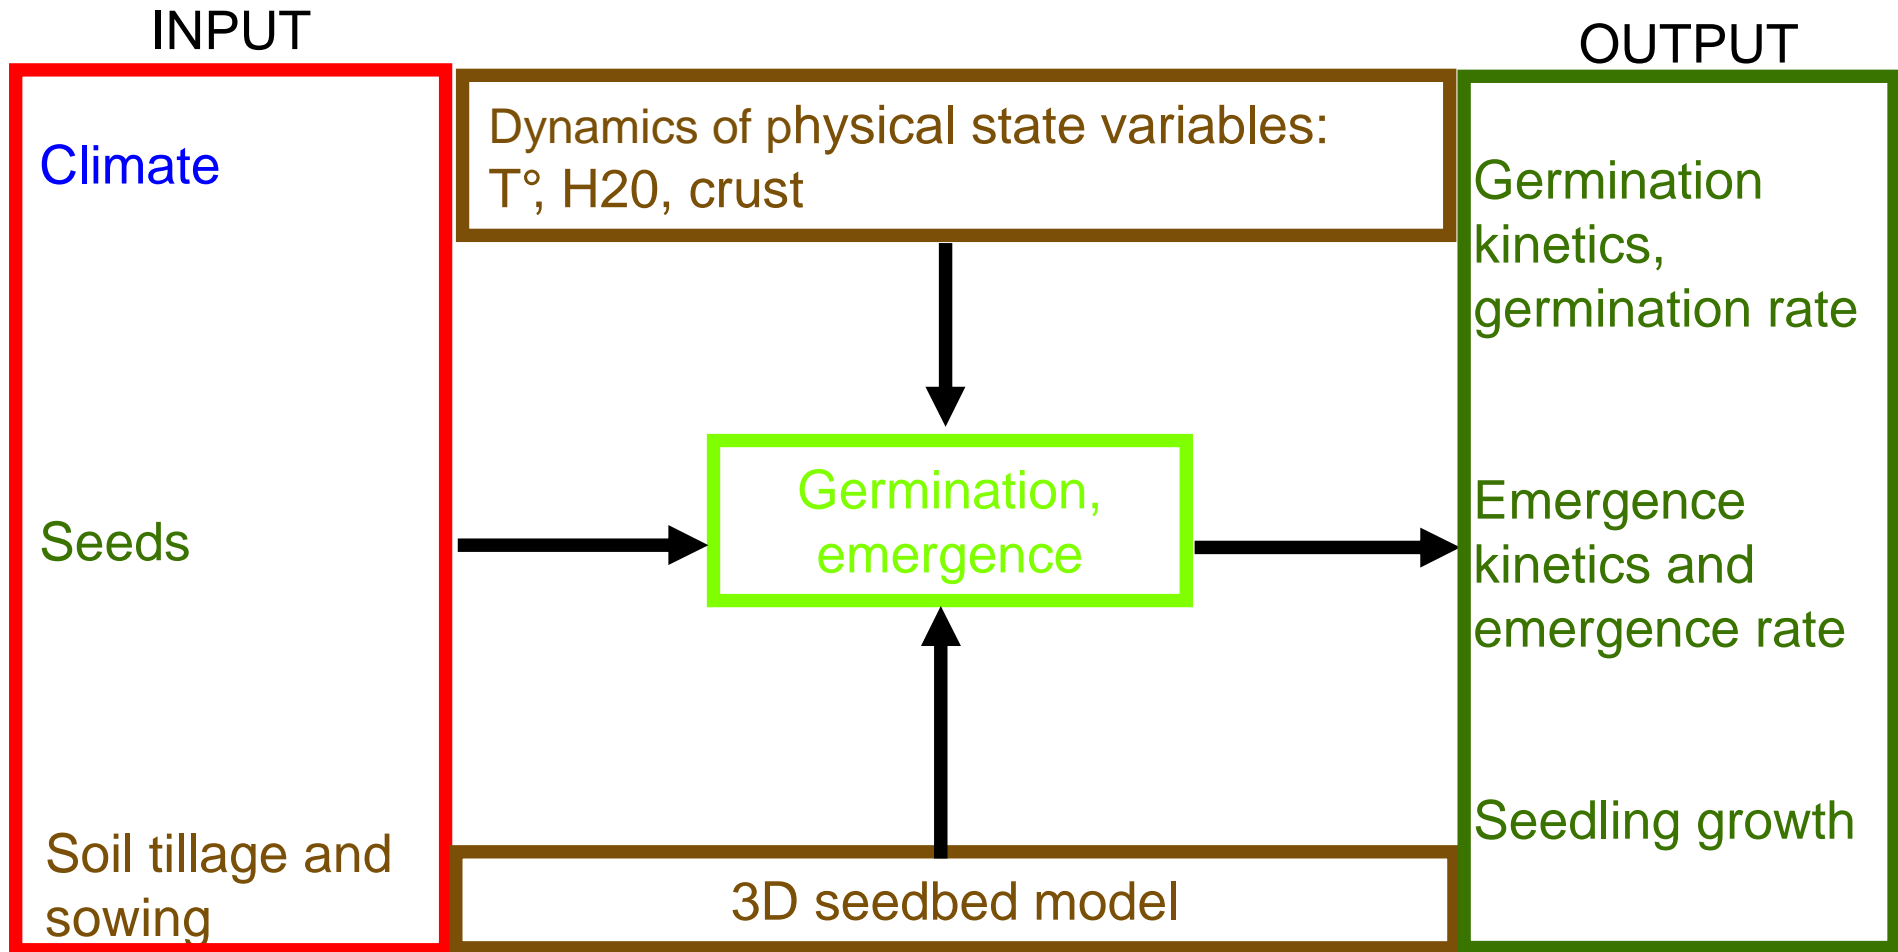 INPUT
OUTPUT
Climate
Seeds
Soil tillage and
sowing
Dynamics of physical state variables:
T°, H20, crust
Germination,
emergence
3D seedbed model
Germination
kinetics,
germination rate
Emergence
kinetics and
emergence rate
Seedling growth